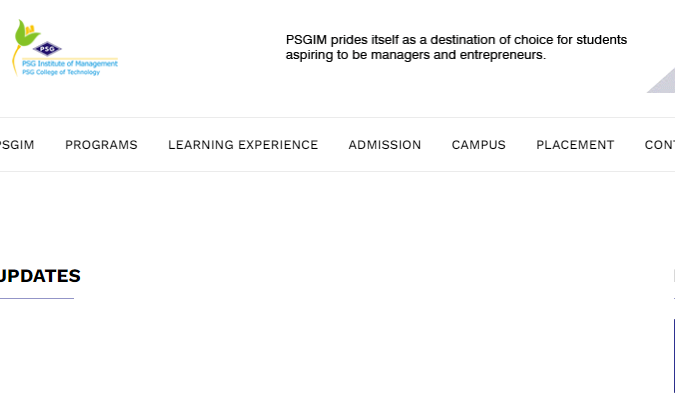 PSG
PSG Institute of Management
PSG College of Technology
PSGIM prides itself as a destination of choice for students
aspiring to be managers and entrepreneurs.
PSGIM PROGRAMS LEARNING EXPERIENCE ADMISSION CAMPUS PLACEMENT CONT
UPDATES